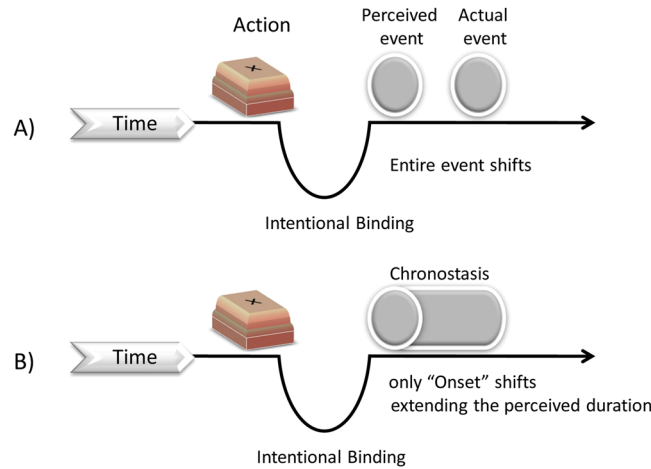 Action
Perceived
event
Actual
event
A)
Time
Entire event shifts
Intentional Binding
Chronostasis
B)
Time
only “Onset” shifts
extending the perceived duration
Intentional Binding